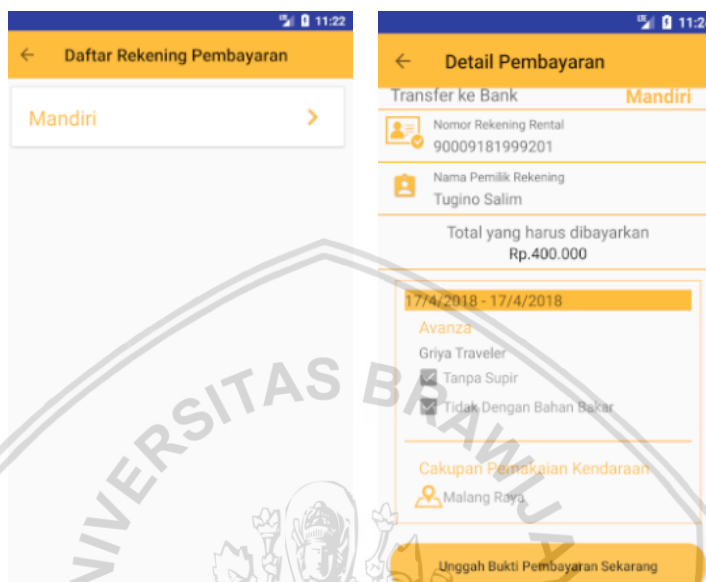 11:22
Daftar Rekening Pembayaran
Mandiri
11:24
Detail Pembayaran
Transfer ke Bank Mandiri
Nomor Rekening Rental
90009181999201
Nama Pemilik Rekening
Tugino Salim
Total yang harus dibayarkan
Rp.400.000
17/4/2018 - 17/4/2018
Avanza
Griya Traveler
Tanpa Supir
Tidak Dengan Bahan Bakar
Cakupan Pemakaian Kendaraan
Malang Raya
Unggah Bukti Pembayaran Sekarang